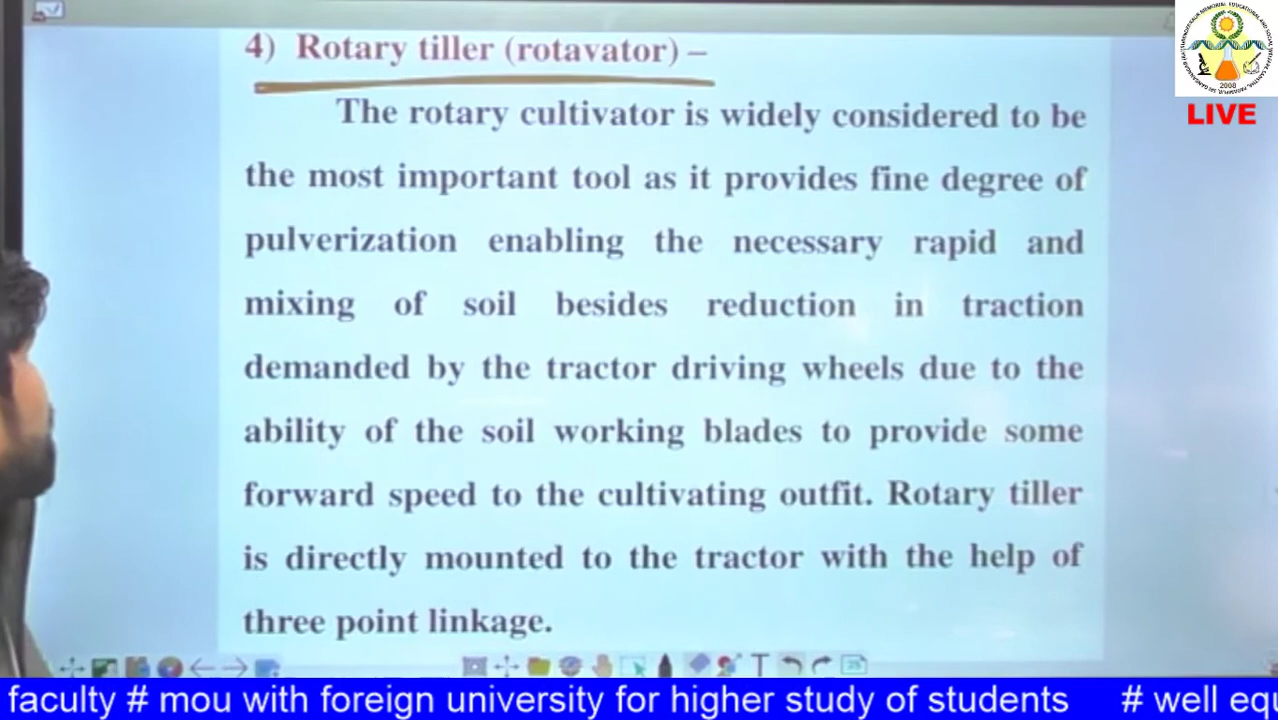 4) Rotary tiller (rotavator) –
The rotary cultivator is widely considered to be
the most important tool as it provides fine degree of
pulverization enabling the necessary rapid and
mixing of soil besides reduction in traction
demanded by the tractor driving wheels due to the
ability of the soil working blades to provide some
forward speed to the cultivating outfit. Rotary tiller
is directly mounted to the tractor with the help of
three point linkage.
2008
LIVE
faculty # mou with foreign university for higher study of students # well equ